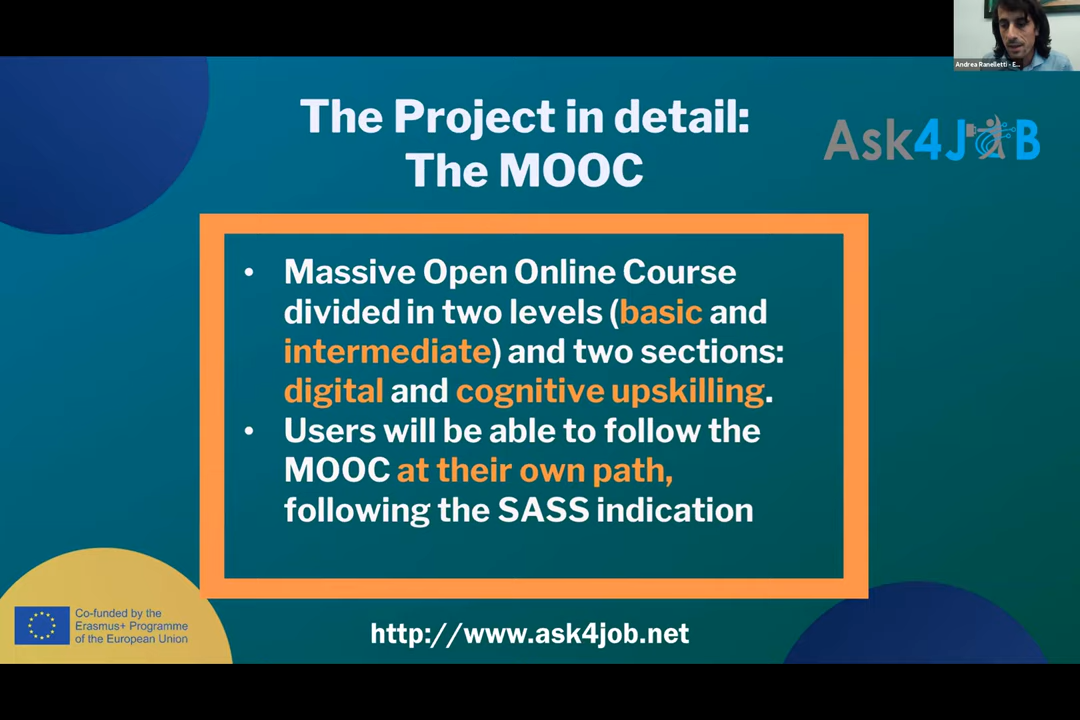 Andrea Ranelletti - E...
The Project in detail:
The MOOC
Ask4JOB
• Massive Open Online Course
divided in two levels (basic and
intermediate) and two sections:
digital and cognitive upskilling.
• Users will be able to follow the
MOOC at their own path,
following the SASS indication
Co-funded by the
Erasmus+ Programme
of the European Union
http://www.ask4job.net